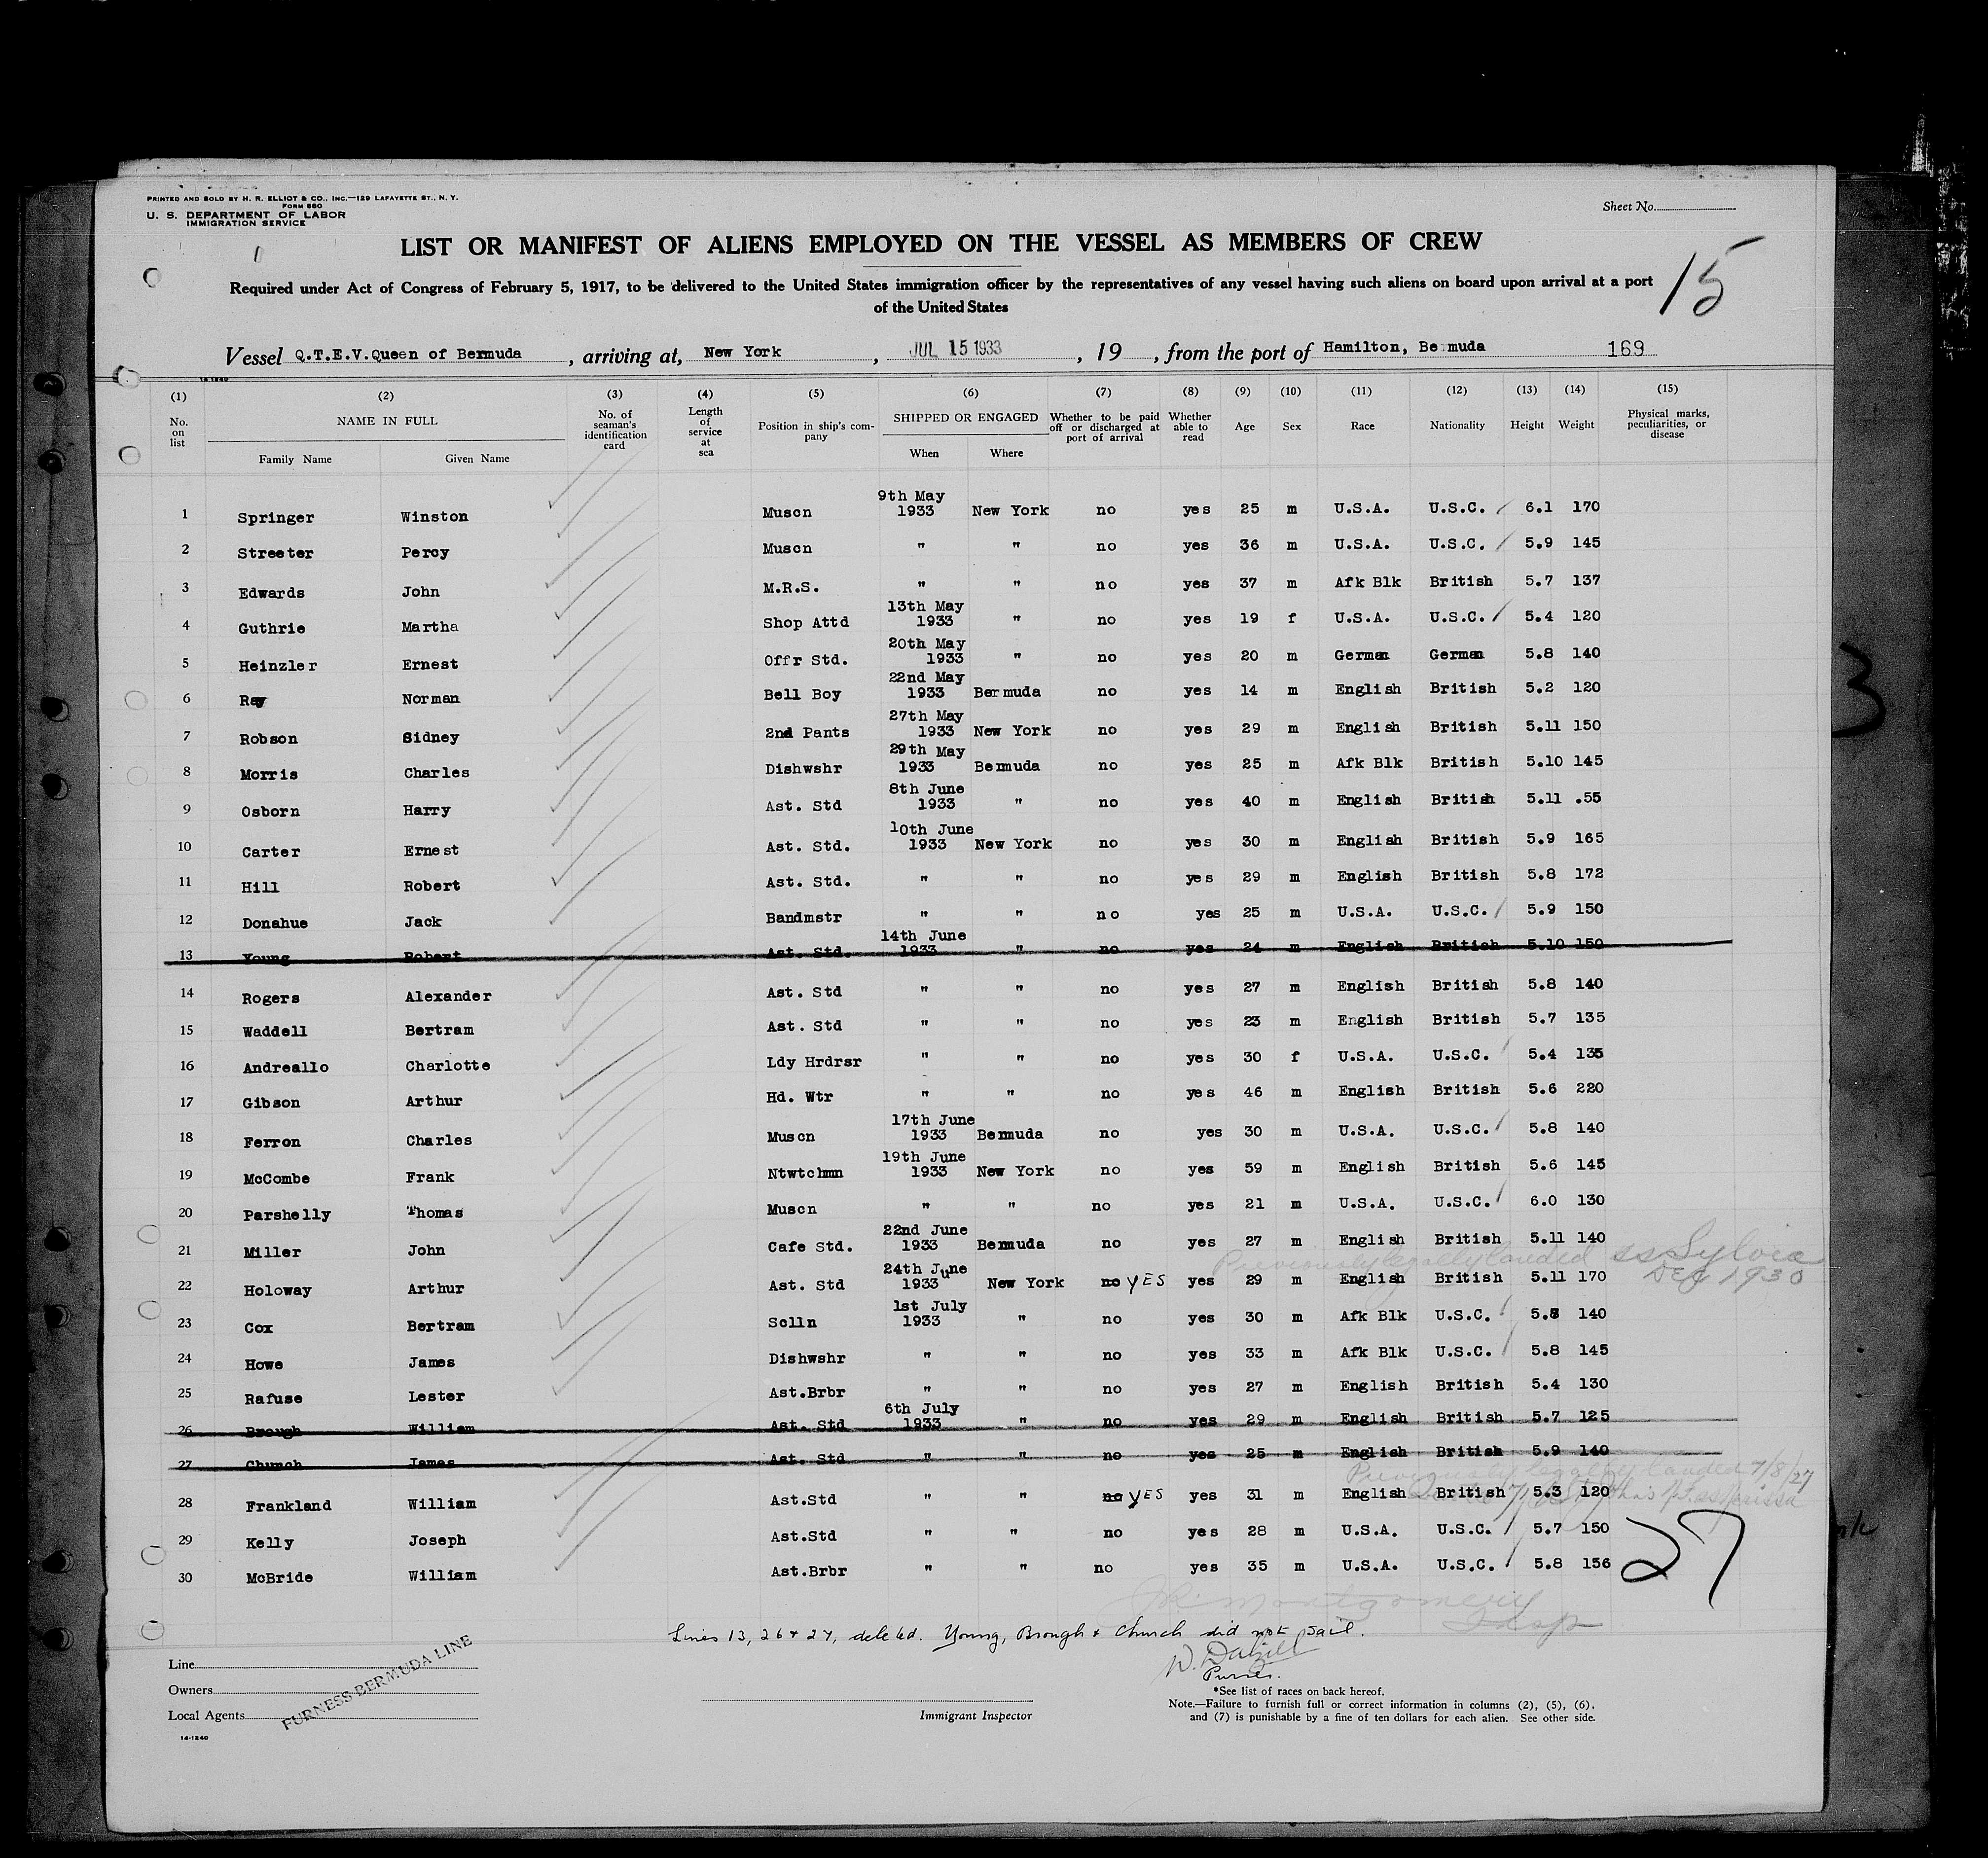 PRINTED AND SOLD BY H. R. ELLIOT & CO., INC.—129 LAFAYETTE ST., N. Y.
FORM 680
U. S. DEPARTMENT OF LABOR
IMMIGRATION SERVICE
Sheet No.
LIST OR MANIFEST OF ALIENS EMPLOYED ON THE VESSEL AS MEMBERS OF CREW
15
Required under Act of Congress of February 5, 1917, to be delivered to the United States immigration officer by the representatives of any vessel having such aliens on board upon arrival at a port
of the United States
Vessel Q.T.E.V.Queen of Bermuda, arriving at, New York, JUL 15 1933, 19, from the port of Hamilton, Be muda 169
14-1240
(1) (2) (3) (4) (5) (6) (7) (8) (9) (10) (11) (12) (13) (14) (15)
No. on list NAME IN FULL Family Name Given Name No. of seaman's identification card Length of service at sea Position in ship's company SHIPPED OR ENGAGED When Where Whether to be paid off or discharged at port of arrival Whether able to read Age Sex Race Nationality Height Weight Physical marks, peculiarities, or disease
1 Springer Winston Muscn 9th May 1933 New York no yes 25 m U.S.A. U.S.C. 6.1 170
2 Streeter Percy Muscn " " no yes 36 m U.S.A. U.S.C. 5.9 145
3 Edwards John M.R.S. " " no yes 37 m Afk Blk British 5.7 137
4 Guthrie Martha Shop Attd 13th May 1933 " no yes 19 f U.S.A. U.S.C. 5.4 120
5 Heinzler Ernest Offr Std. 20th May 1933 " no yes 20 m German German 5.8 140
6 Ray Norman Bell Boy 22nd May 1933 Bermuda no yes 14 m English British 5.2 120
7 Robson Sidney 2nd Pants 27th May 1933 New York no yes 29 m English British 5.11 150
8 Morris Charles Dishwshr 29th May 1933 Bermuda no yes 25 m Afk Blk British 5.10 145
9 Osborn Harry Ast. Std 8th June 1933 " no yes 40 m English British 5.11 .55
10 Carter Ernest Ast. Std. 10th June 1933 New York no yes 30 m English British 5.9 165
11 Hill Robert Ast. Std. " " no yes 29 m English British 5.8 172
12 Donahue Jack Bandmstr " " no yes 25 m U.S.A. U.S.C. 5.9 150
13 Young Robert Ast. Std. 14th June 1933 " no yes 24 m English British 5.10 150
14 Rogers Alexander Ast. Std " " no yes 27 m English British 5.8 140
15 Waddell Bertram Ast. Std " " no yes 23 m English British 5.7 135
16 Andreallo Charlotte Ldy Hrdrsr " " no yes 30 f U.S.A. U.S.C. 5.4 135
17 Gibson Arthur Hd. Wtr " " no yes 46 m English British 5.6 220
18 Ferron Charles Muscn 17th June 1933 Bermuda no yes 30 m U.S.A. U.S.C. 5.8 140
19 McCombe Frank Ntwtchmn 19th June 1933 New York no yes 59 m English British 5.6 145
20 Parshelly Thomas Muscn " " no yes 21 m U.S.A. U.S.C. 6.0 130
21 Miller John Cafe Std. 22nd June 1933 Bermuda no yes 27 m English British 5.11 140
Previously legally landed ss Sylvia
Dec 1930
22 Holoway Arthur Ast. Std 24th June 1933 New York no YES yes 29 m English British 5.11 170
23 Cox Bertram Sclln 1st July 1933 " no yes 30 m Afk Blk U.S.C. 5.8 140
24 Howe James Dishwshr " " no yes 33 m Afk Blk U.S.C. 5.8 145
25 Rafuse Lester Ast.Brbr " " no yes 27 m English British 5.4 130
26 Brough William Ast. Std 6th July 1933 " no yes 29 m English British 5.7 125
27 Church James Ast. Std " " no yes 25 m English British 5.9 140
Previously legally landed 7/8/27
28 Frankland William Ast.Std " " no YES yes 31 m English British 5.3 120
29 Kelly Joseph Ast.Std " " no yes 28 m U.S.A. U.S.C. 5.7 150
30 McBride William Ast.Brbr " " no yes 35 m U.S.A. U.S.C. 5.8 156
27
3
Montgomery
Insp
Lines 13, 26 & 27, deleted. Young, Brough & Church did not sail.
Purser.
Line
Owners
Local Agents
FURNESS BERMUDA LINE
Immigrant Inspector
*See list of races on back hereof.
Note.—Failure to furnish full or correct information in columns (2), (5), (6),
and (7) is punishable by a fine of ten dollars for each alien. See other side.
14-1240